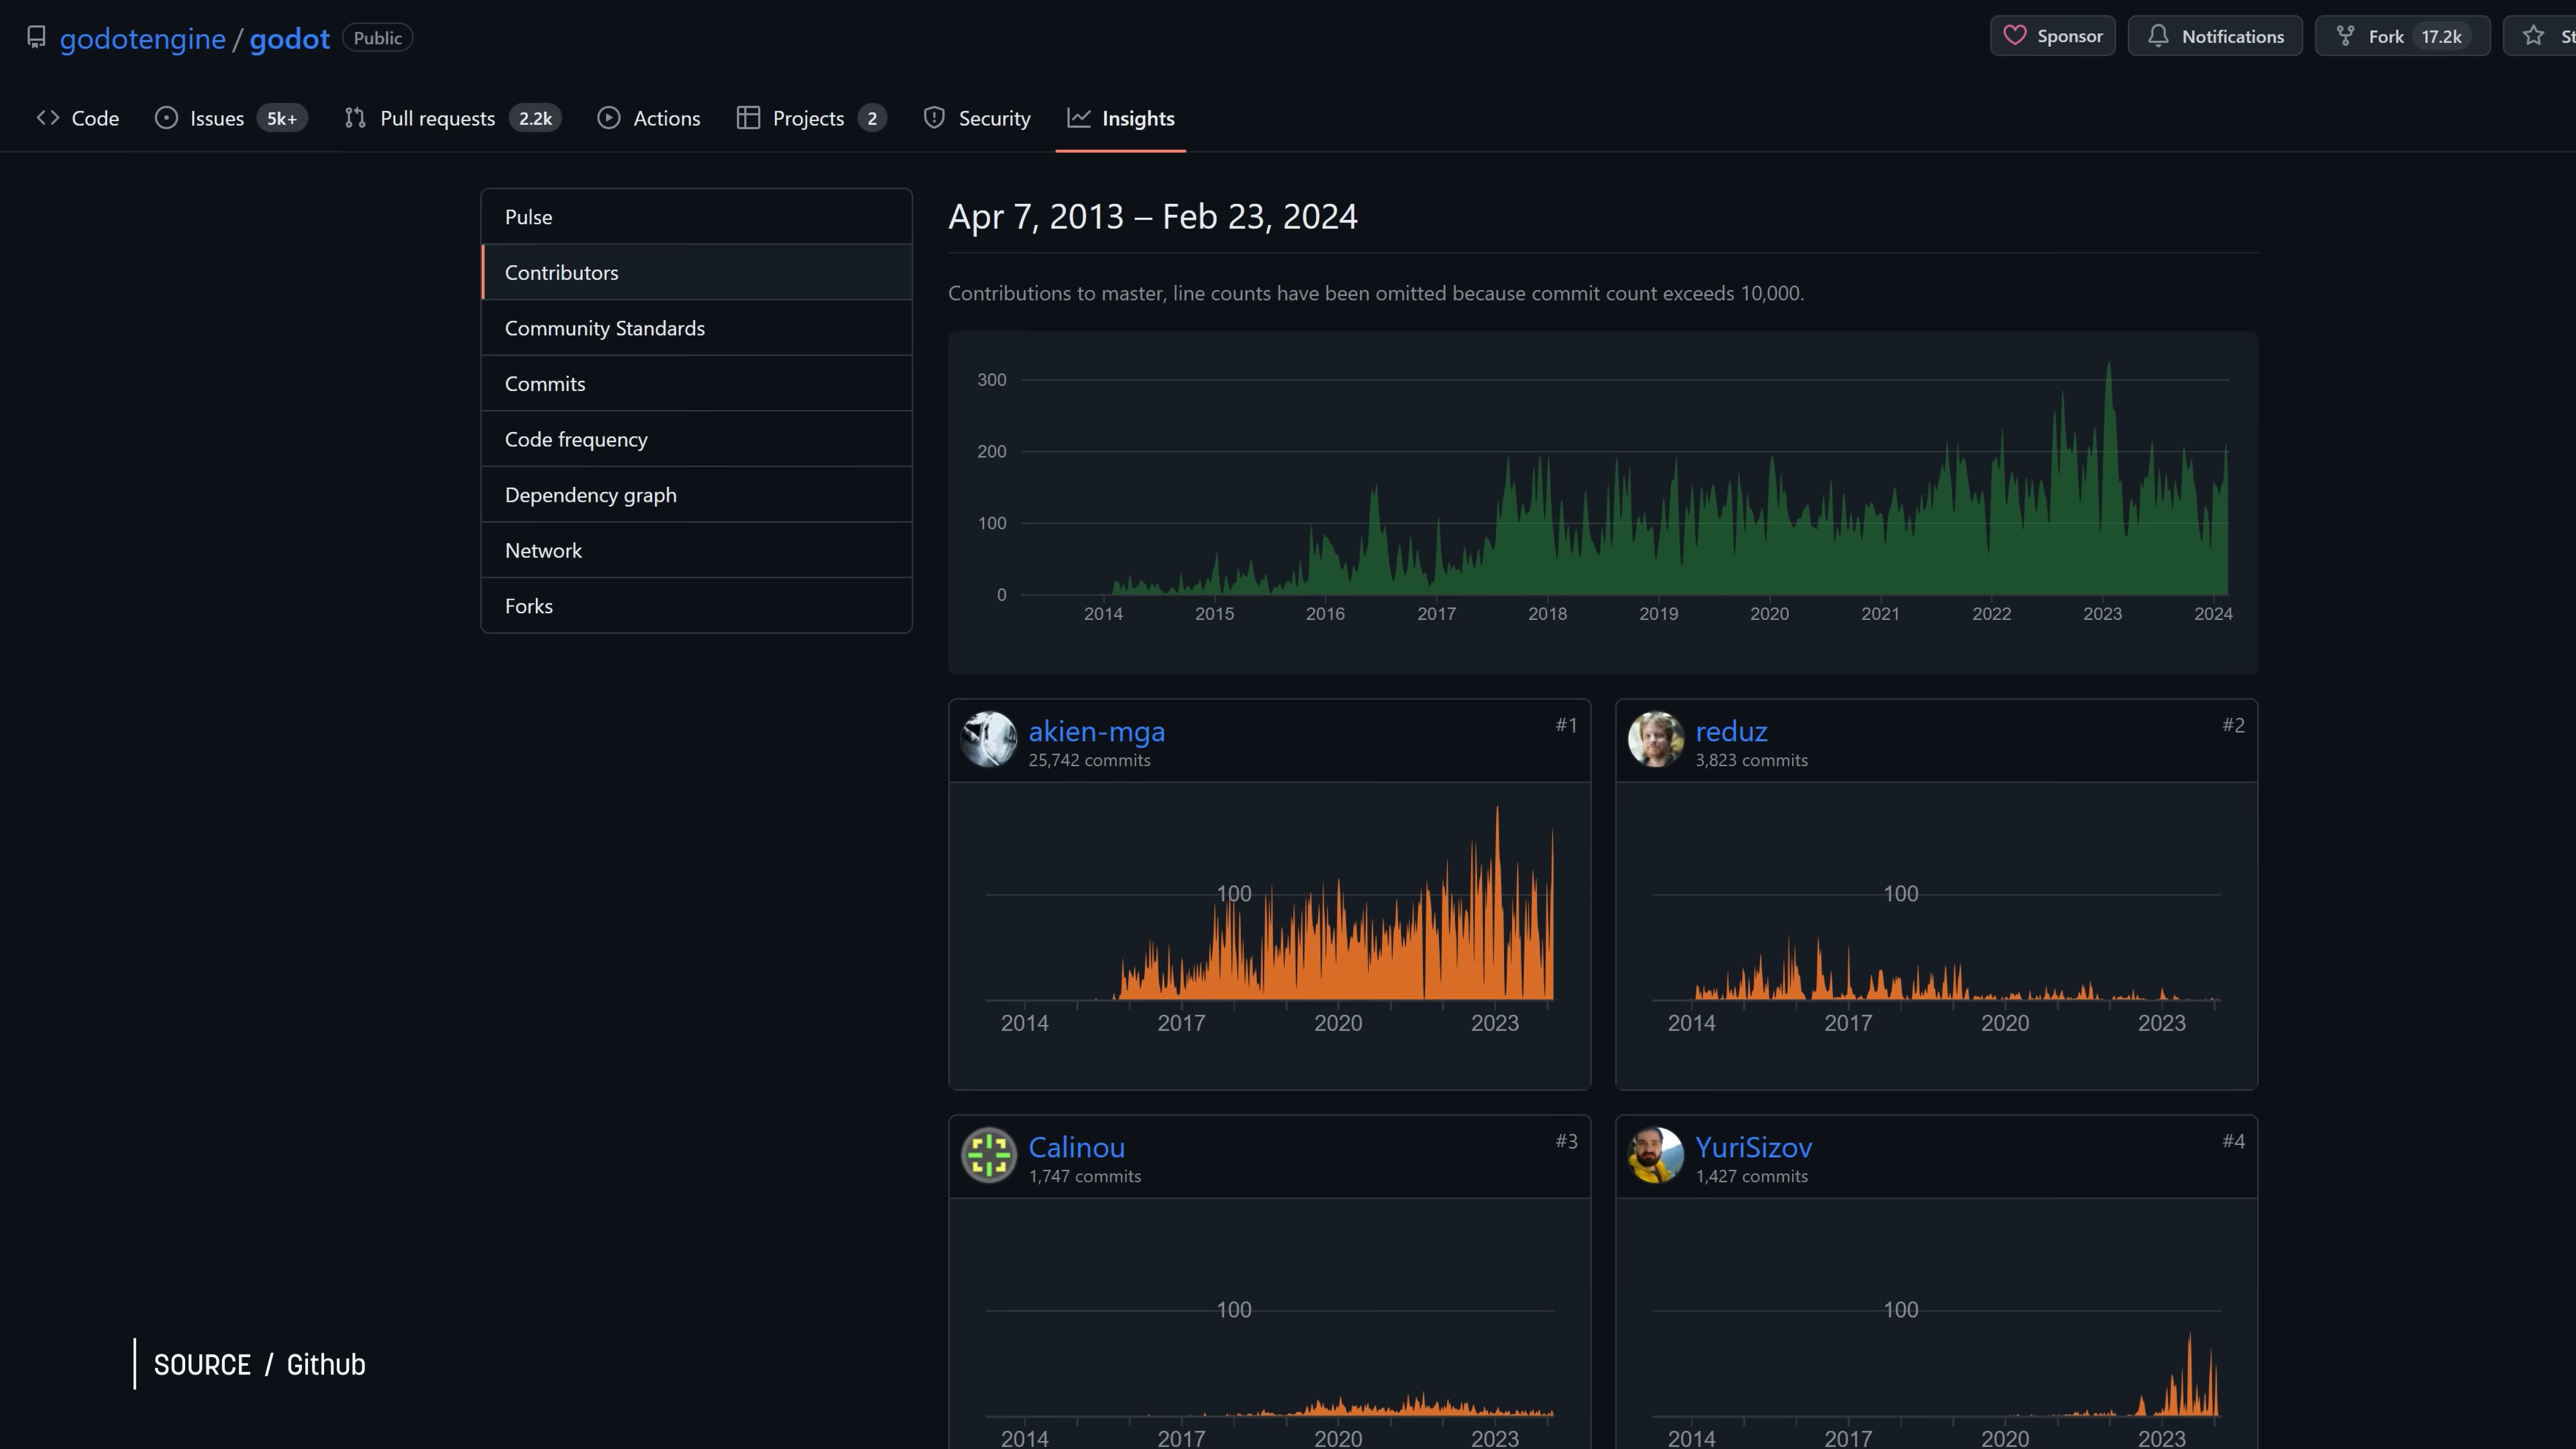 godotengine / godot Public
Sponsor Notifications Fork 17.2k
Code Issues 5k+ Pull requests 2.2k Actions Projects 2 Security Insights
Pulse
Contributors
Community Standards
Commits
Code frequency
Dependency graph
Network
Forks
Apr 7, 2013 – Feb 23, 2024
Contributions to master, line counts have been omitted because commit count exceeds 10,000.
300
200
100
0
2014 2015 2016 2017 2018 2019 2020 2021 2022 2023 2024
akien-mga #1
25,742 commits
100
2014 2017 2020 2023
reduz #2
3,823 commits
100
2014 2017 2020 2023
Calinou #3
1,747 commits
100
2014 2017 2020 2023
YuriSizov #4
1,427 commits
100
2014 2017 2020 2023
SOURCE / Github